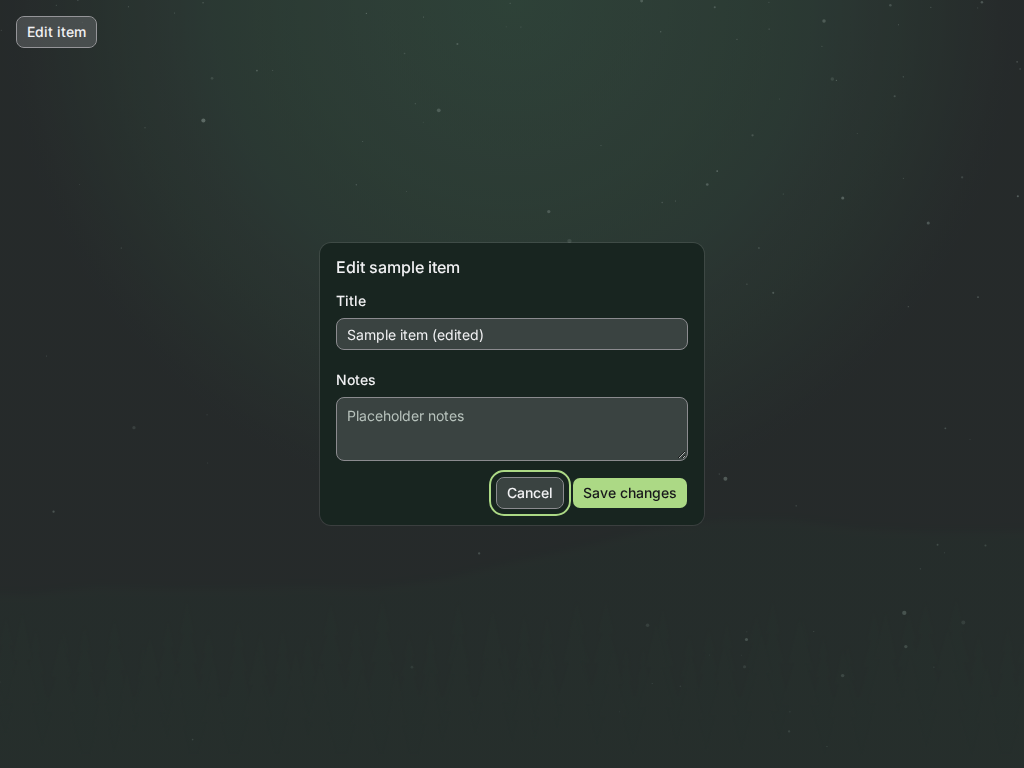 Edit item
Edit sample item
Title
Sample item (edited)
Notes
Placeholder notes
Cancel Save changes